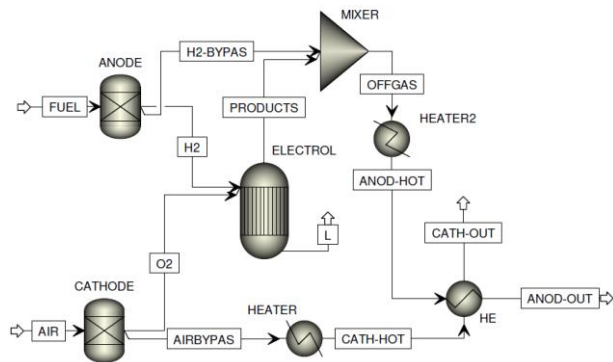 MIXER
H2-BYPAS
ANODE
OFFGAS
FUEL
PRODUCTS
HEATER2
H2
ELECTROL
ANOD-HOT
CATH-OUT
L
O2
CATHODE
HEATER
ANOD-OUT
HE
AIR
AIRBYPAS
CATH-HOT